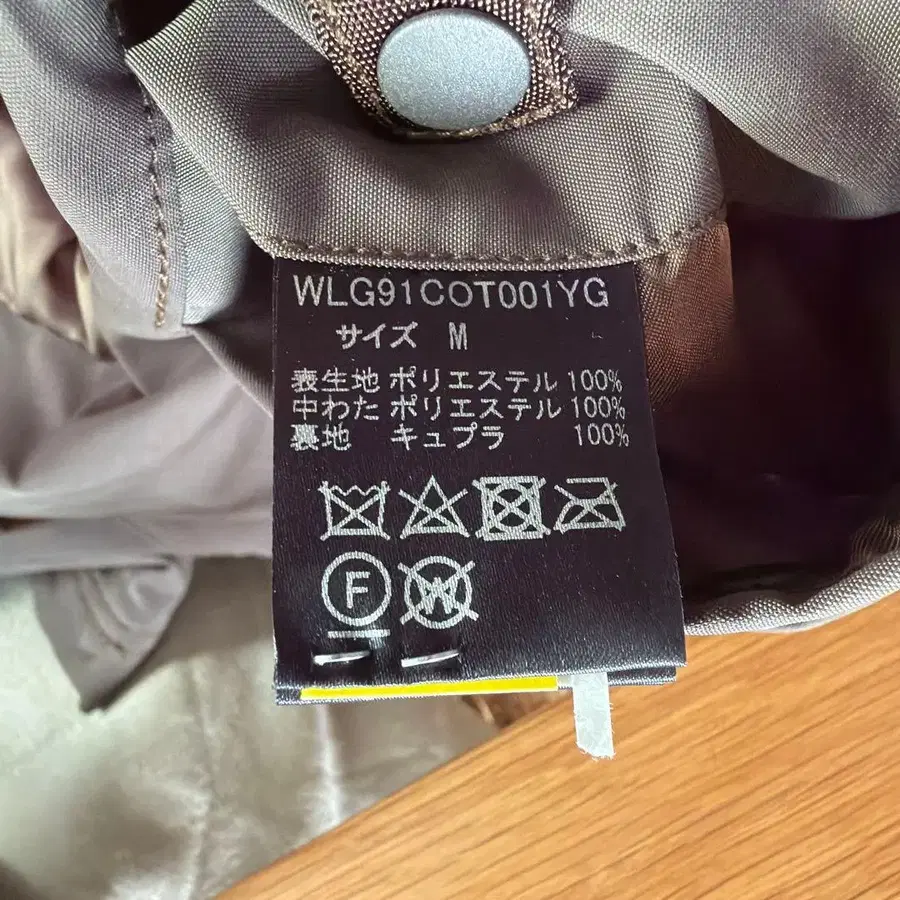 WLG91COT001YG
サイズ M
表生地 ポリエステル 100%
中わた ポリエステル 100%
裏地 キュプラ 100%
F
W